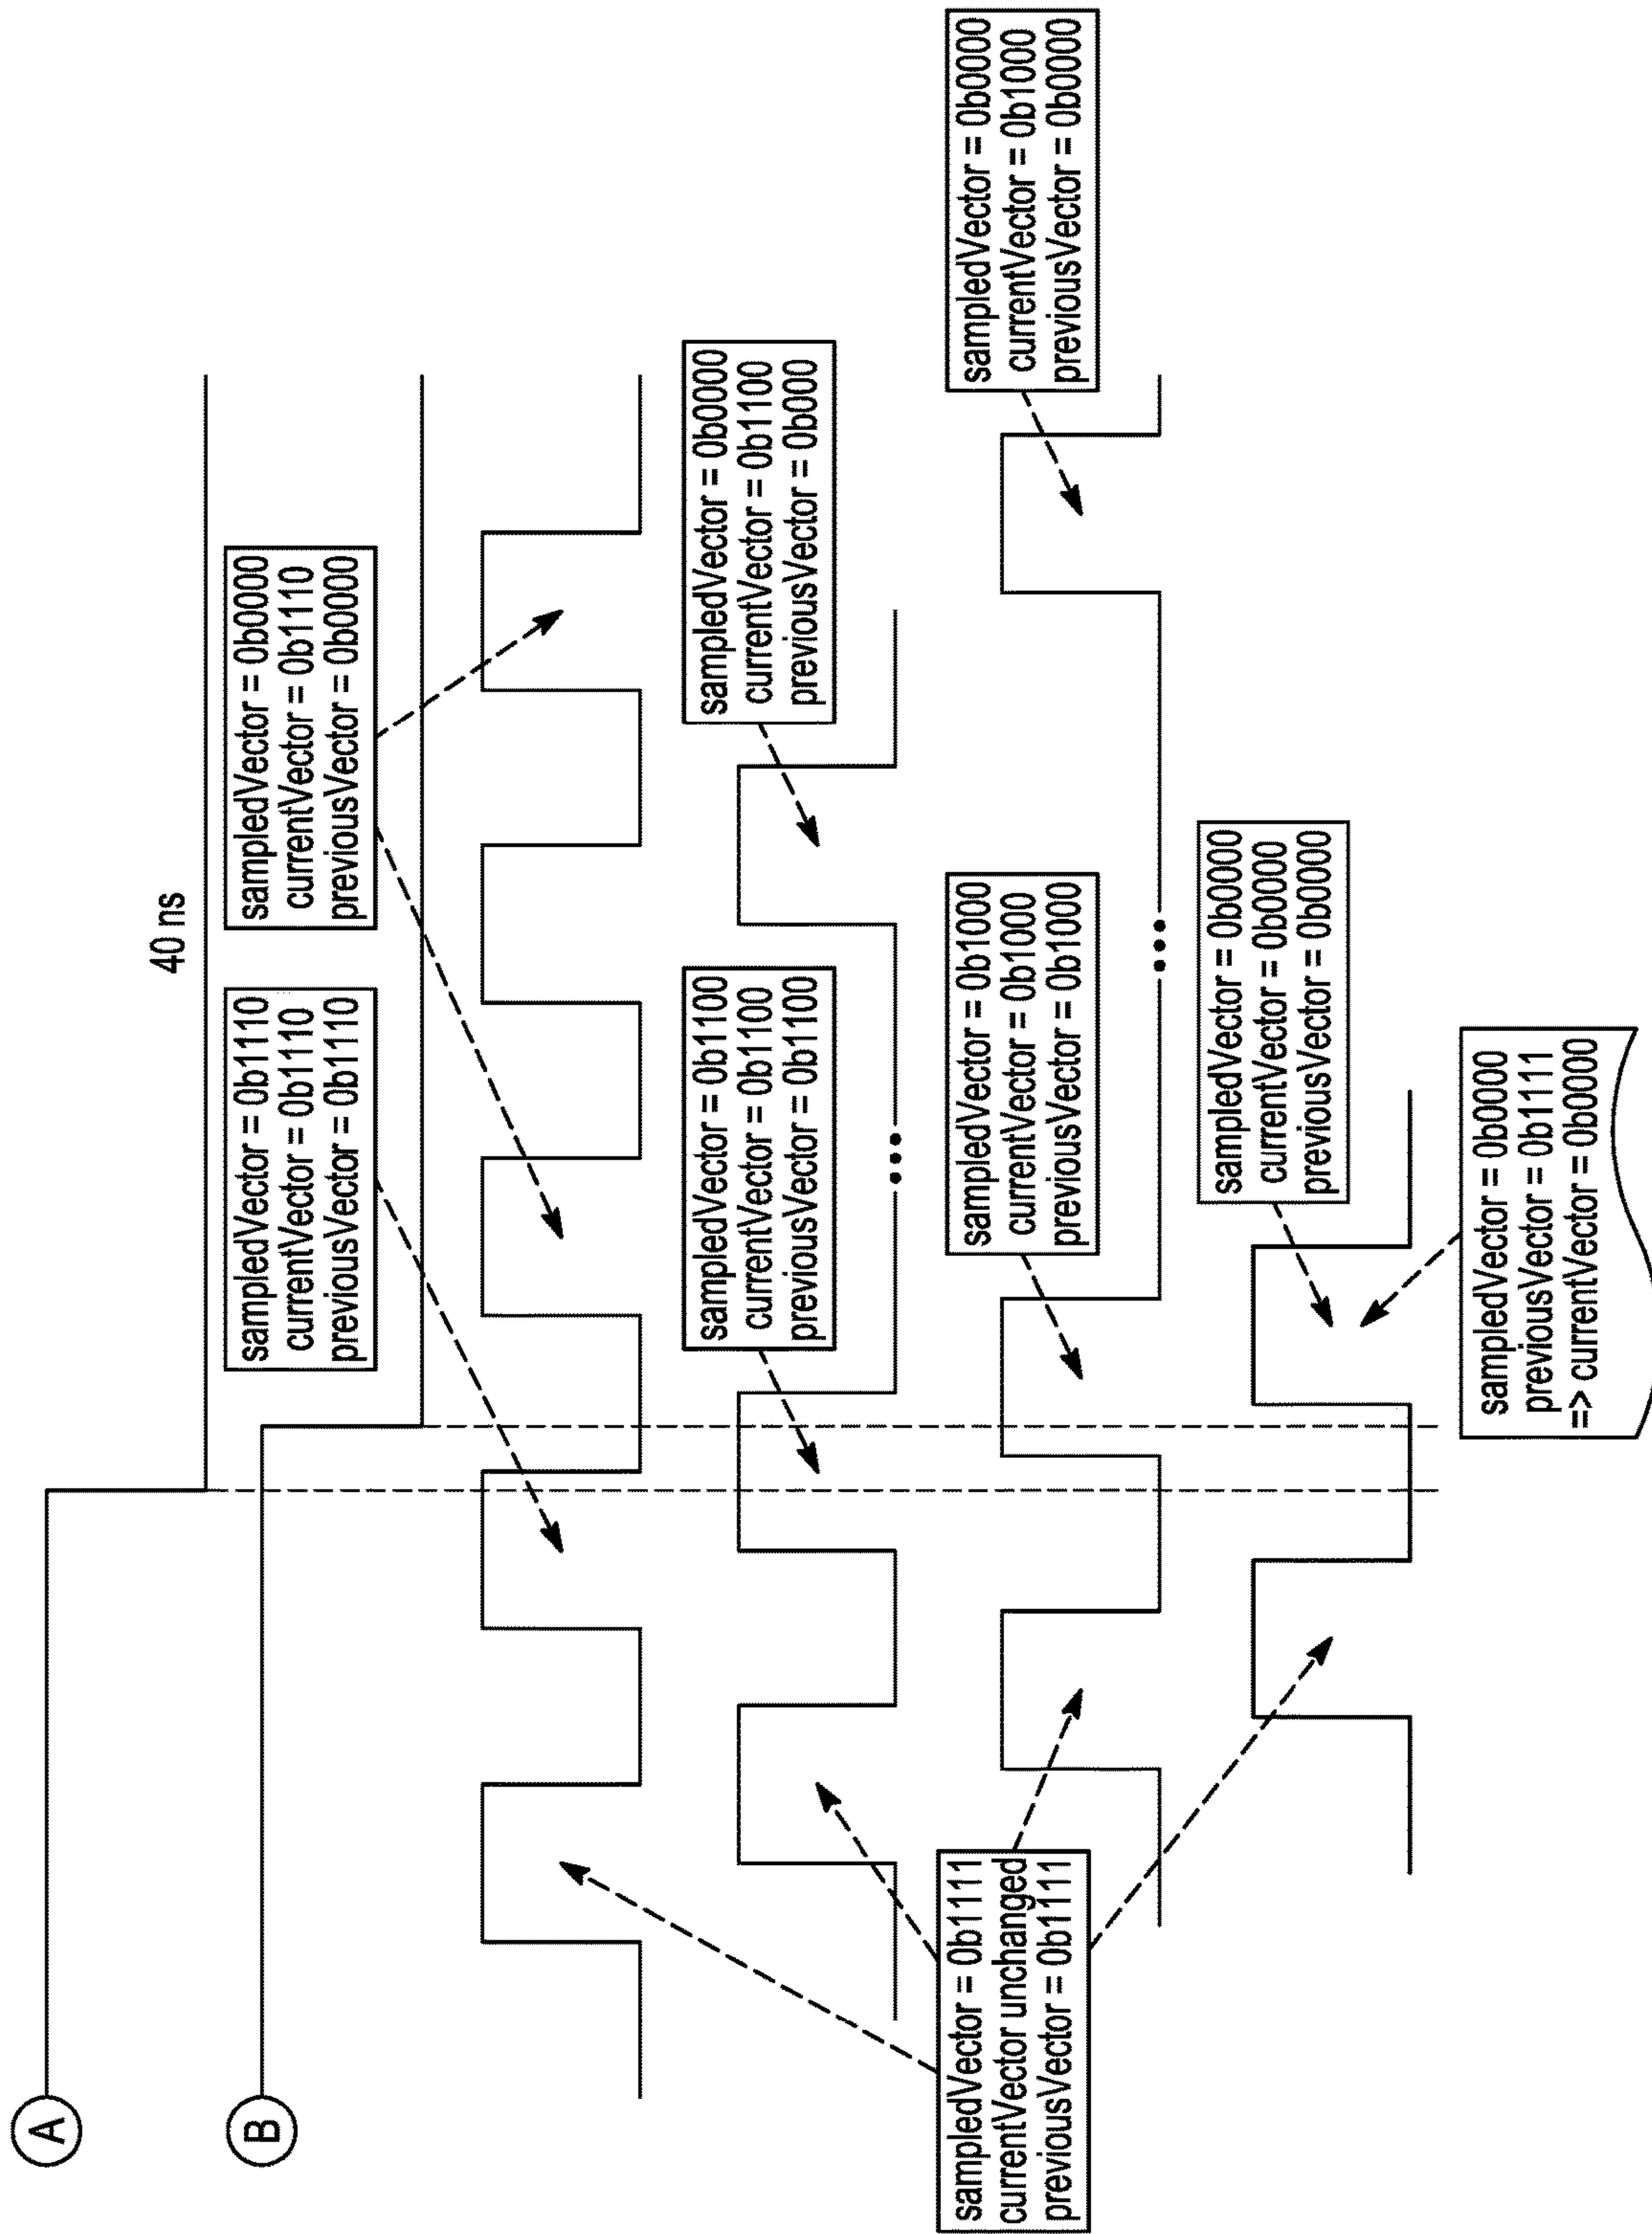 A
B
40 ns
sampledVector = 0b1110
currentVector = 0b1110
previousVector = 0b1110
sampledVector = 0b0000
currentVector = 0b1110
previousVector = 0b0000
sampledVector = 0b1100
currentVector = 0b1100
previousVector = 0b1100
sampledVector = 0b0000
currentVector = 0b1100
previousVector = 0b000
sampledVector = 0b1111
currentVector unchanged
previousVector = 0b1111
sampledVector = 0b1000
currentVector = 0b1000
previousVector = 0b1000
sampledVector = 0b0000
currentVector = 0b1000
previousVector = 0b0000
sampledVector = 0b0000
currentVector = 0b0000
previousVector = 0b0000
sampledVector = 0b0000
previousVector = 0b1111
=> currentVector = 0b0000